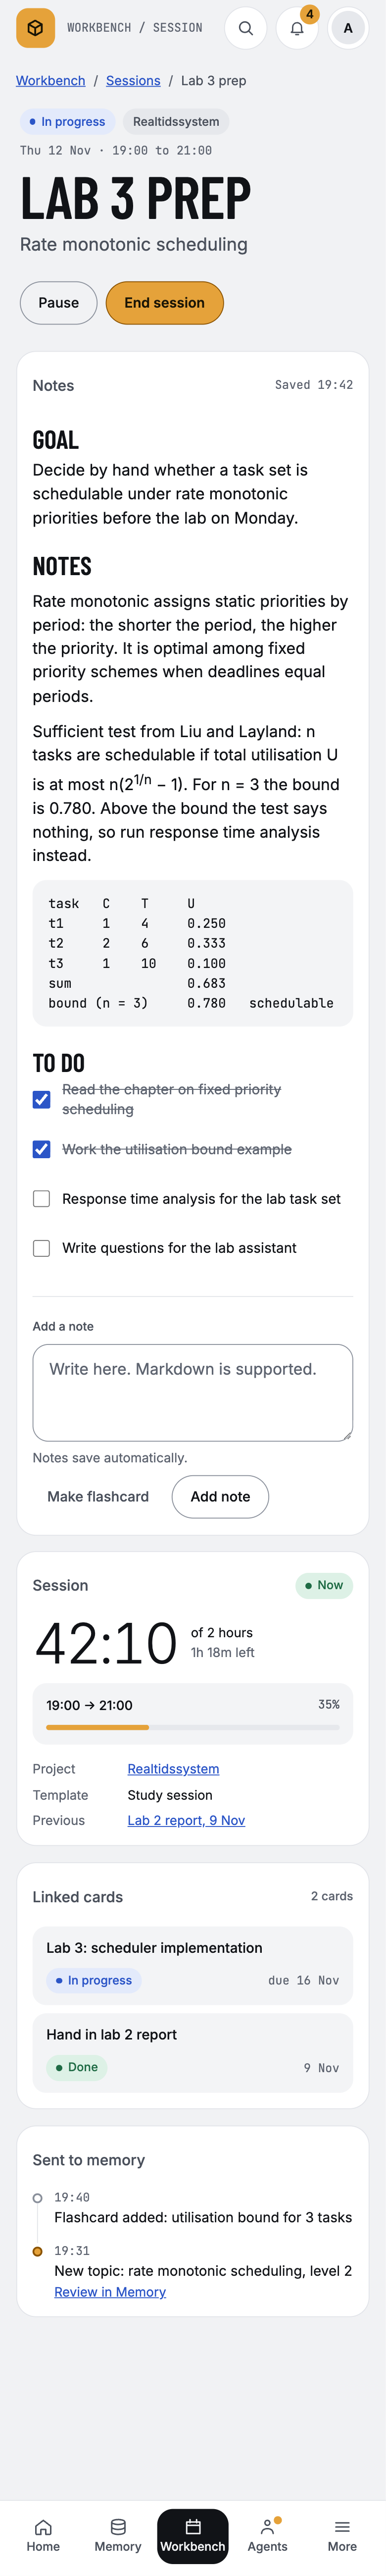 WORKBENCH / SESSION
4
A
Workbench / Sessions / Lab 3 prep
In progress
Realtidssystem
Thu 12 Nov · 19:00 to 21:00
LAB 3 PREP
Rate monotonic scheduling
Pause
End session
Notes
Saved 19:42
GOAL
Decide by hand whether a task set is
schedulable under rate monotonic
priorities before the lab on Monday.
NOTES
Rate monotonic assigns static priorities by
period: the shorter the period, the higher
the priority. It is optimal among fixed
priority schemes when deadlines equal
periods.
Sufficient test from Liu and Layland: n
tasks are schedulable if total utilisation U
is at most n(2^1/n − 1). For n = 3 the bound
is 0.780. Above the bound the test says
nothing, so run response time analysis
instead.
task C T U
t1 1 4 0.250
t2 2 6 0.333
t3 1 10 0.100
sum 0.683
bound (n = 3) 0.780 schedulable
TO DO
Read the chapter on fixed priority
scheduling
Work the utilisation bound example
Response time analysis for the lab task set
Write questions for the lab assistant
Add a note
Write here. Markdown is supported.
Notes save automatically.
Make flashcard
Add note
Session
Now
42:10
of 2 hours
1h 18m left
19:00 → 21:00
35%
Project Realtidssystem
Template Study session
Previous Lab 2 report, 9 Nov
Linked cards
2 cards
Lab 3: scheduler implementation
In progress
due 16 Nov
Hand in lab 2 report
Done
9 Nov
Sent to memory
19:40
Flashcard added: utilisation bound for 3 tasks
19:31
New topic: rate monotonic scheduling, level 2
Review in Memory
Home
Memory
Workbench
Agents
More